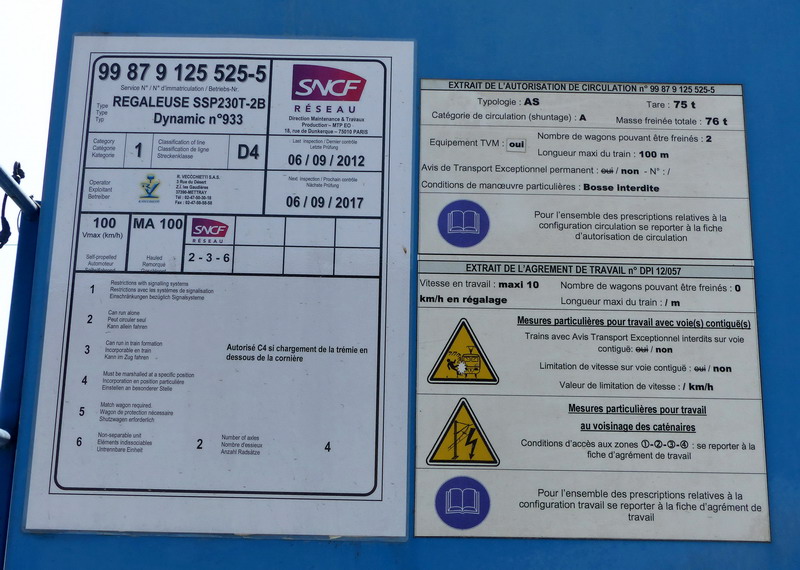 99 87 9 125 525-5
Service N° / N° d'immatriculation / Betriebs-Nr.
Type
Type
Typ
REGALEUSE SSP230T-2B
Dynamic n°933
SNCF
RÉSEAU
Direction Maintenance & Travaux
Production – MTP EO
18, rue de Dunkerque – 75010 PARIS
Category
Catégorie
Kategorie
1
Classification of line
Classification de ligne
Streckenklasse
D4
Last inspection / Dernier contrôle
Letzte Prüfung
06 / 09 / 2012
Operator
Exploitant
Betreiber
K. VECCHIETTI S.A.S.
3 Rue du Désert
Z.I. les Gaudières
37390-METTRAY
Next inspection / Prochain contrôle
Nächste Prüfung
06 / 09 / 2017
100
Vmax (km/h)
MA 100
SNCF
RÉSEAU
Self-propelled
Automoteur
Hauled
Remorqué
2 - 3 - 6
1
Restrictions with signalling systems
Restrictions avec les systèmes de signalisation
Einschränkungen bezüglich Signalsystems
2
Can run alone
Peut circuler seul
Kann allein fahren
3
Can run in train formation
Incorporable en train
Kann im Zug fahren
Autorisé C4 si chargement de la trémie en
dessous de la cornière
4
Must be marshalled at a specific position
Incorporation en position particulière
Einstellen an besonderer Stelle
5
Match wagon required.
Wagon de protection nécessaire
Shutzwagen erforderlich
6
Non-separable unit
Eléments indissociables
Untrennbare Einheit
2
Number of axles
Nombre d'essieux
Anzahl Radsätze
4
EXTRAIT DE L'AUTORISATION DE CIRCULATION n° 99 87 9 125 525-5
Typologie : AS
Tare : 75 t
Catégorie de circulation (shuntage) : A
Masse freinée totale : 76 t
Equipement TVM : oui
Nombre de wagons pouvant être freinés : 2
Longueur maxi du train : 100 m
Avis de Transport Exceptionnel permanent : oui / non - N° : /
Conditions de manœuvre particulières : Bosse Interdite
Pour l'ensemble des prescriptions relatives à la
configuration circulation se reporter à la fiche
d'autorisation de circulation
EXTRAIT DE L'AGREMENT DE TRAVAIL n° DPI 12/057
Vitesse en travail : maxi 10
km/h en régalage
Nombre de wagons pouvant être freinés : 0
Longueur maxi du train : / m
Mesures particulières pour travail avec voie(s) contiguë(s)
Trains avec Avis Transport Exceptionnel interdits sur voie
contiguë: oui / non
Limitation de vitesse sur voie contiguë : oui / non
Valeur de limitation de vitesse : / km/h
Mesures particulières pour travail
au voisinage des caténaires
Conditions d'accès aux zones ①-②-③-④ : se reporter à la
fiche d'agrément de travail
Pour l'ensemble des prescriptions relatives à la
configuration travail se reporter à la fiche d'agrément de
travail